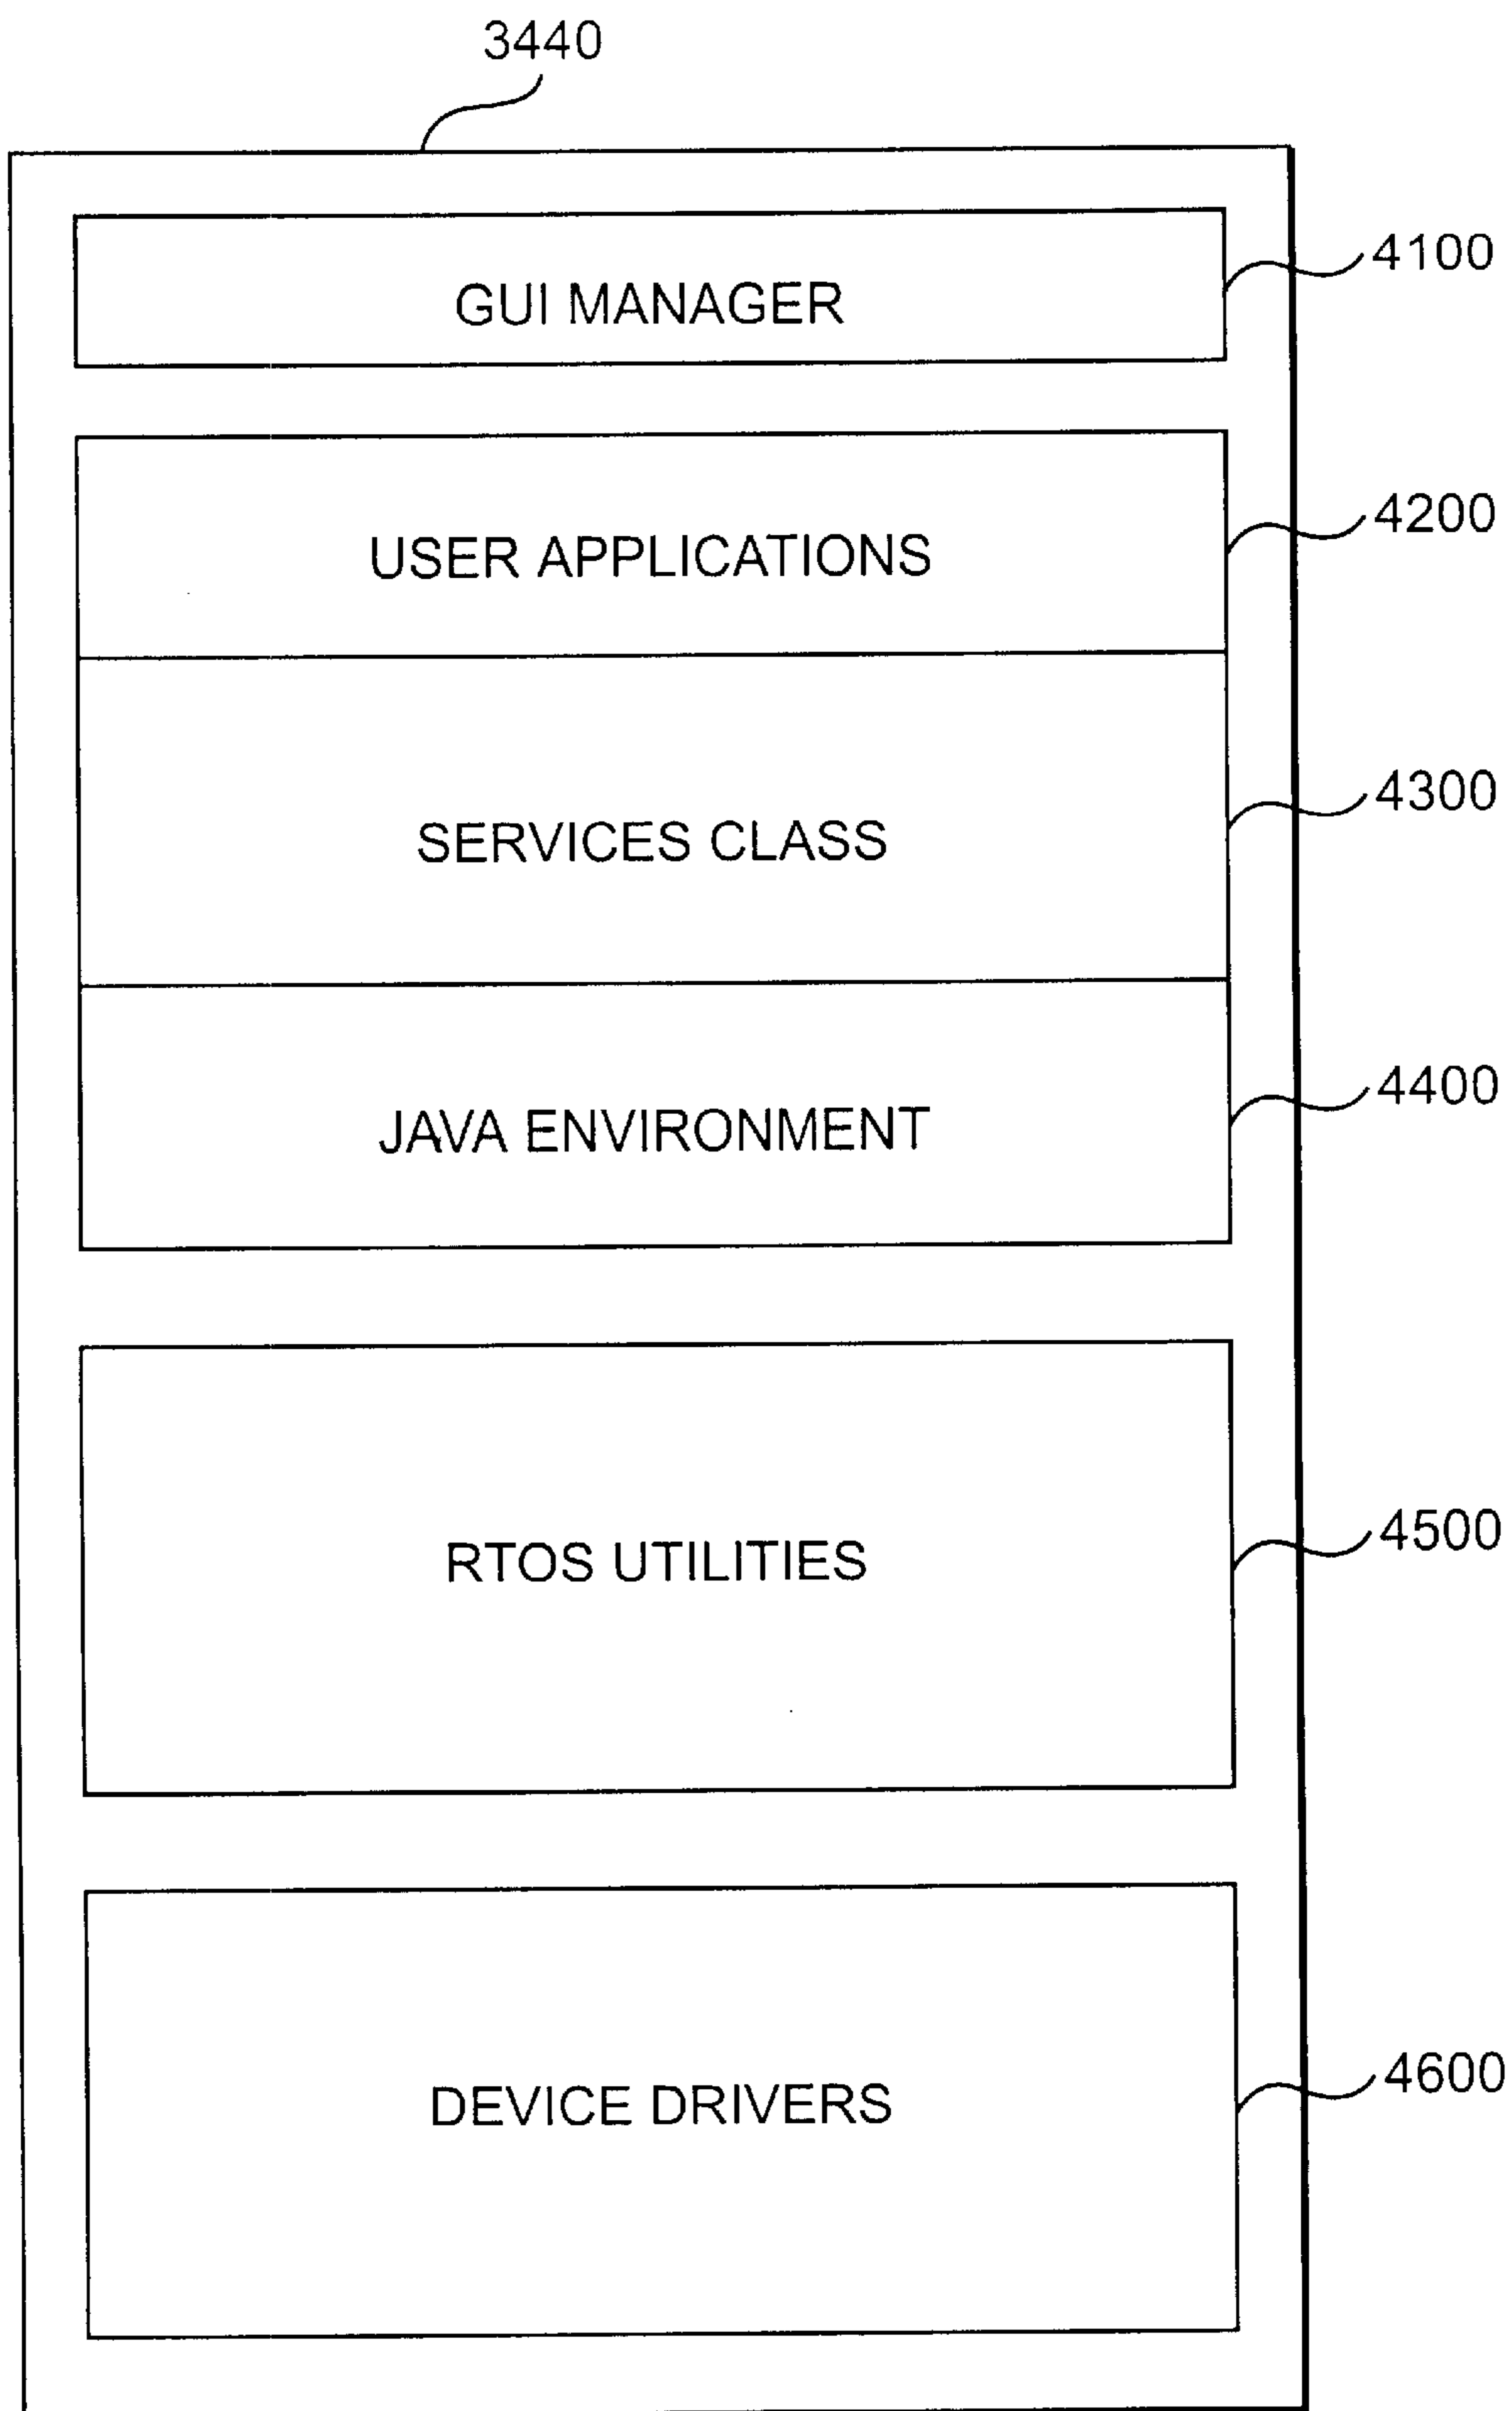 3440
GUI MANAGER
4100
USER APPLICATIONS
4200
SERVICES CLASS
4300
JAVA ENVIRONMENT
4400
RTOS UTILITIES
4500
DEVICE DRIVERS
4600